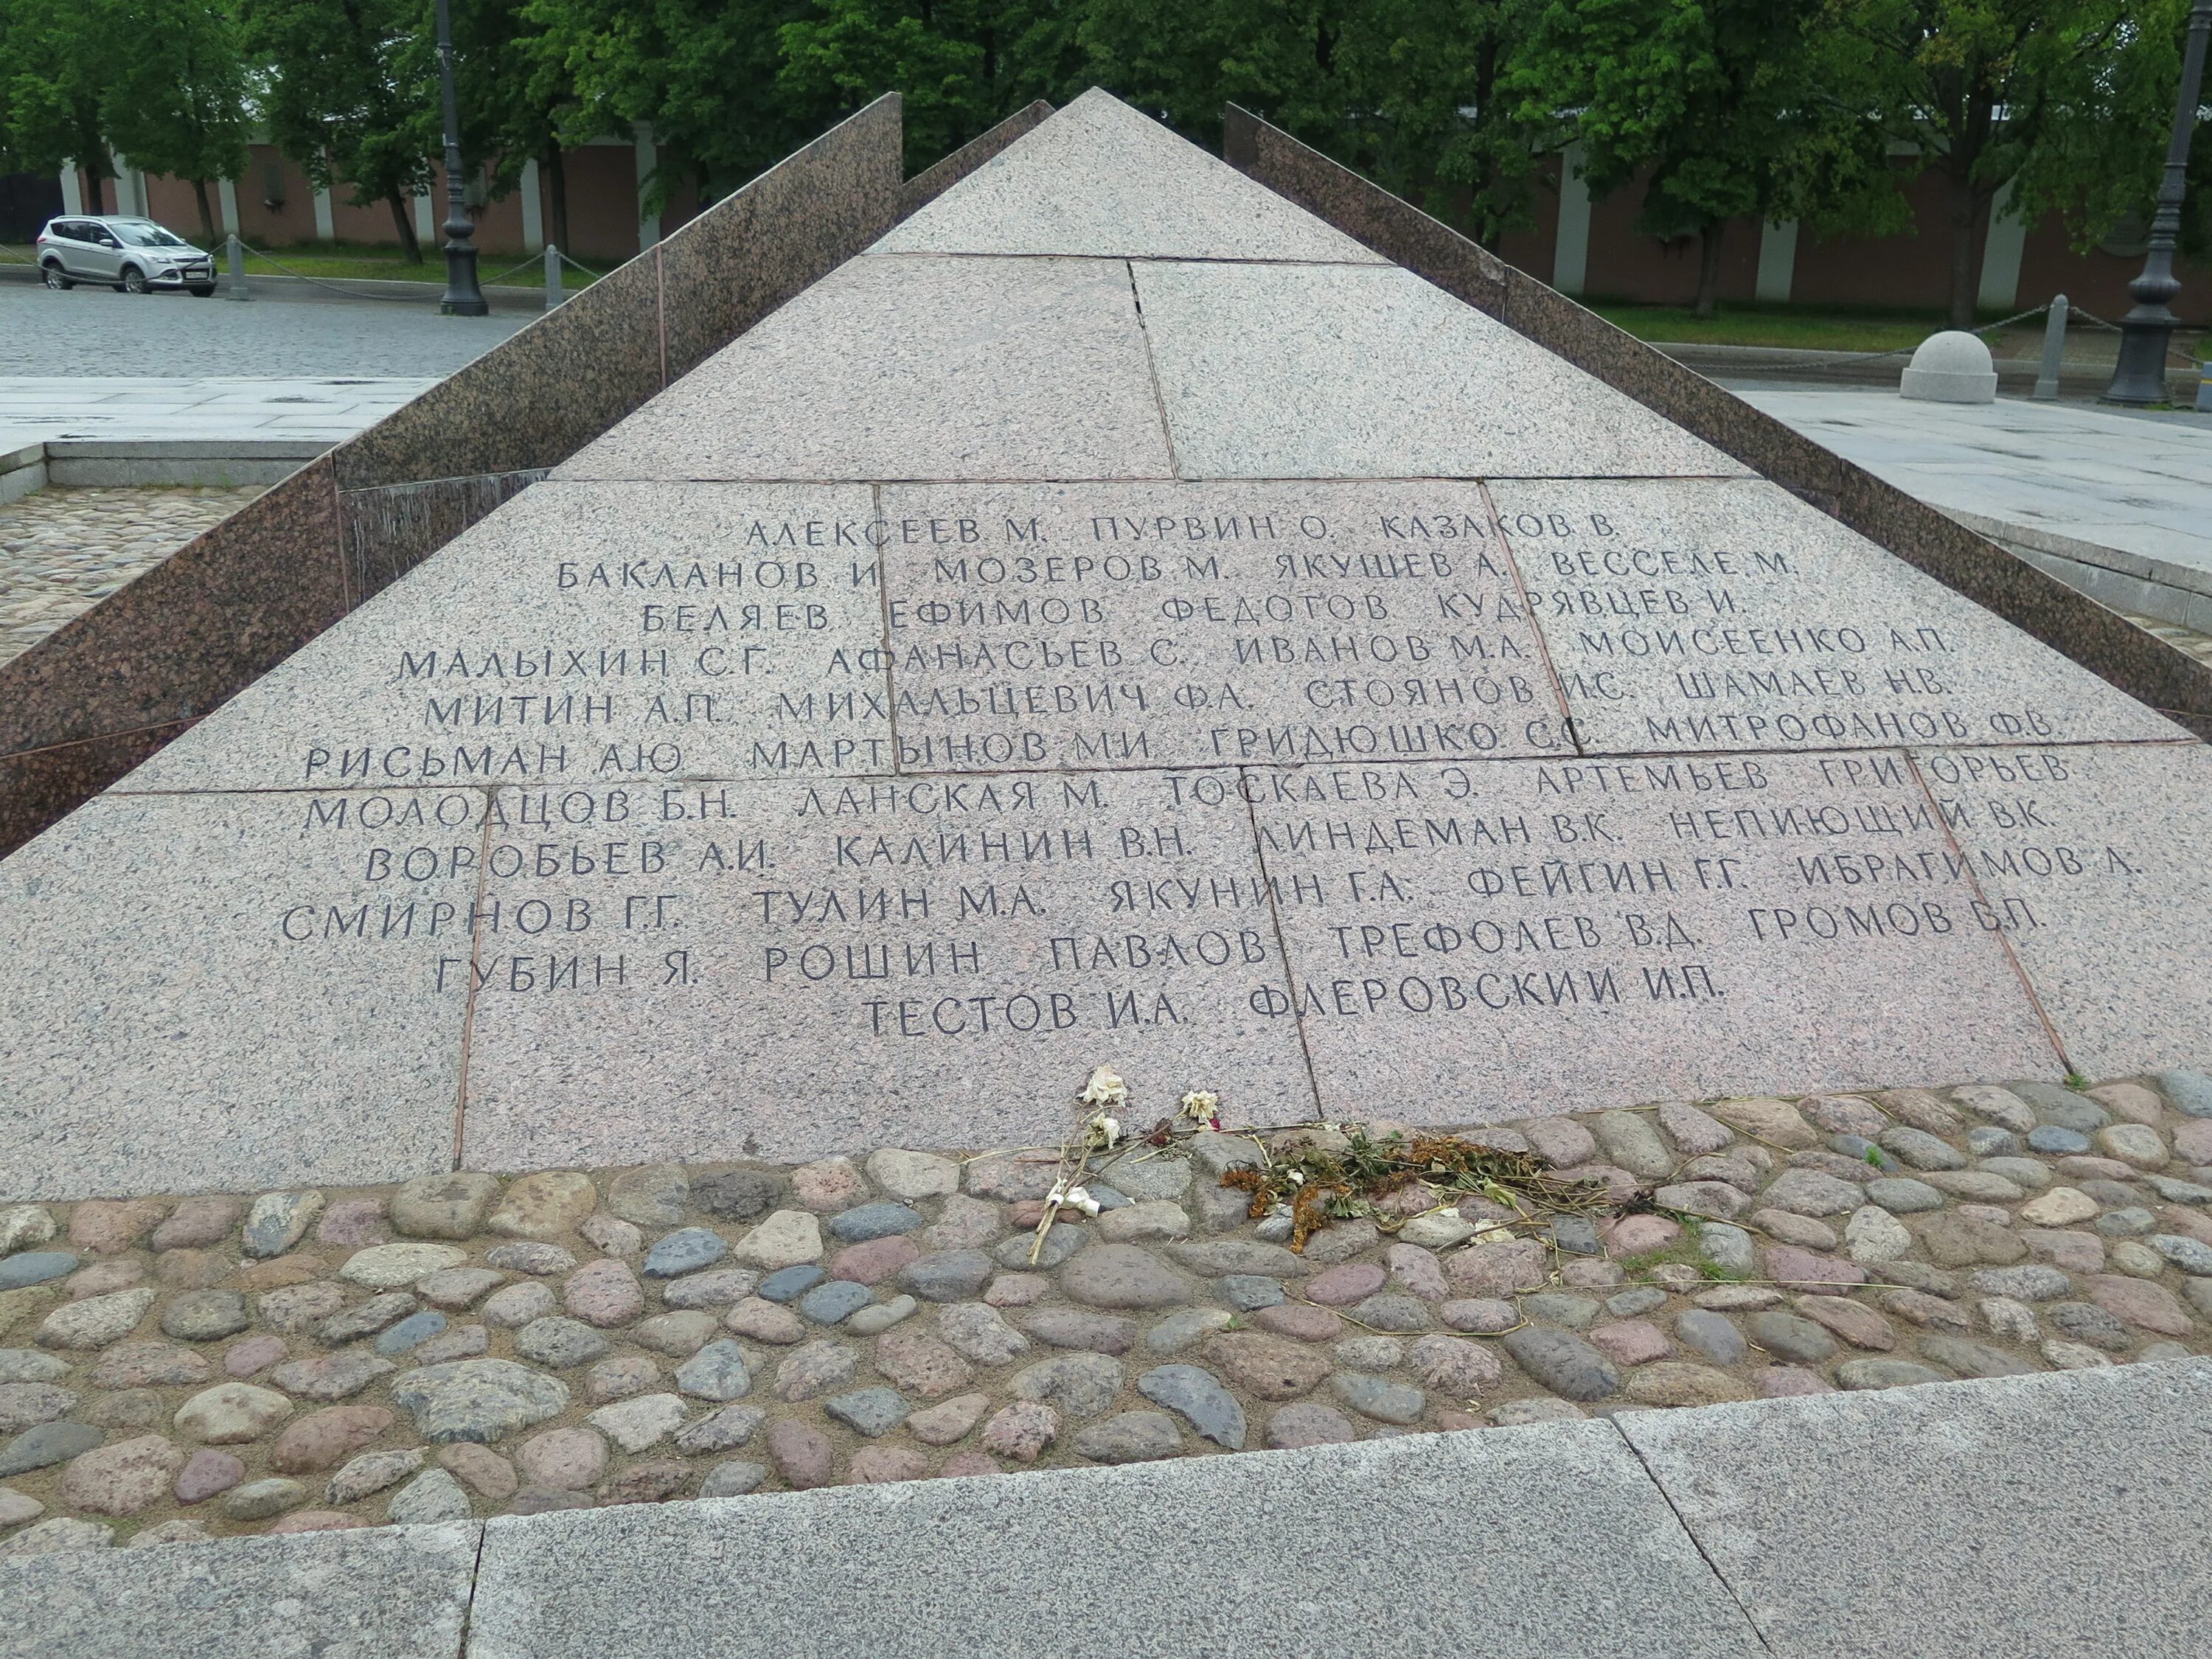 АЛЕКСЕЕВ М. ПУРВИН О. КАЗАКОВ В.
БАКЛАНОВ И МОЗЕРОВ М. ЯКУШЕВ А. ВЕССЕЛЕ М.
БЕЛЯЕВ ЕФИМОВ ФЕДОТОВ КУДРЯВЦЕВ И.
МАЛЫХИН С.Г. АФАНАСЬЕВ С. ИВАНОВ М.А. МОИСЕЕНКО А.П.
МИТИН А.П. МИХАЛЬЦЕВИЧ Ф.А. СТОЯНОВ И.С. ШАМАЕВ Н.В.
РИСЬМАН А.Ю. МАРТЫНОВ М.И. ГРИДЮШКО С.С. МИТРОФАНОВ Ф.В.
МОЛОДЦОВ Б.Н. ЛАНСКАЯ М. ТОСКАЕВА Э. АРТЕМЬЕВ ГРИГОРЬЕВ
ВОРОБЬЕВ А.И. КАЛИНИН В.Н. ЛИНДЕМАН В.К. НЕПИЮЩИЙ В.К.
СМИРНОВ Г.Г. ТУЛИН М.А. ЯКУНИН Г.А. ФЕЙГИН Г.Г. ИБРАГИМОВ А.
ГУБИН Я. РОШИН ПАВЛОВ ТРЕФОЛЕВ В.Д. ГРОМОВ В.П.
ТЕСТОВ И.А. ФЛЕРОВСКИЙ И.П.